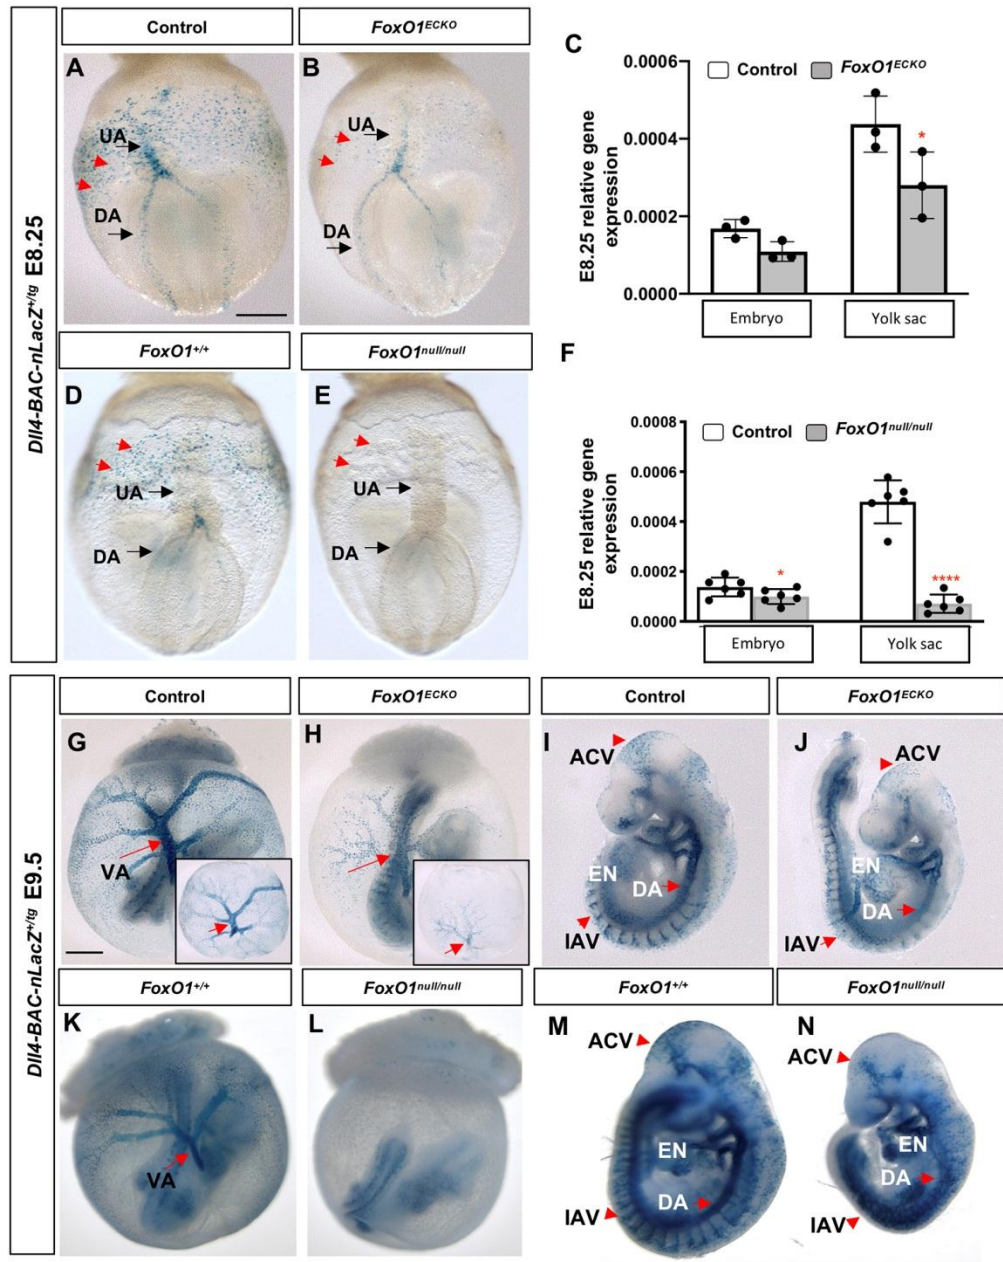 Dll4-BAC-nLacZ+/tg E8.25
Control
FoxO1ECKO
A
UA
DA
B
UA
DA
C
Control
FoxO1ECKO
E8.25 relative gene
expression
0.0006
0.0004
0.0002
0.0000
*
Embryo
Yolk sac
FoxO1+/+
FoxO1null/null
D
UA
DA
E
UA
DA
F
Control
FoxO1null/null
E8.25 relative gene
expression
0.0008
0.0006
0.0004
0.0002
0.0000
*
****
Embryo
Yolk sac
Dll4-BAC-nLacZ+/tg E9.5
Control
FoxO1ECKO
Control
FoxO1ECKO
G
VA
H
I
ACV
EN
DA
IAV
J
ACV
EN
DA
IAV
FoxO1+/+
FoxO1null/null
FoxO1+/+
FoxO1null/null
K
VA
L
M
ACV
EN
DA
IAV
N
ACV
EN
DA
IAV